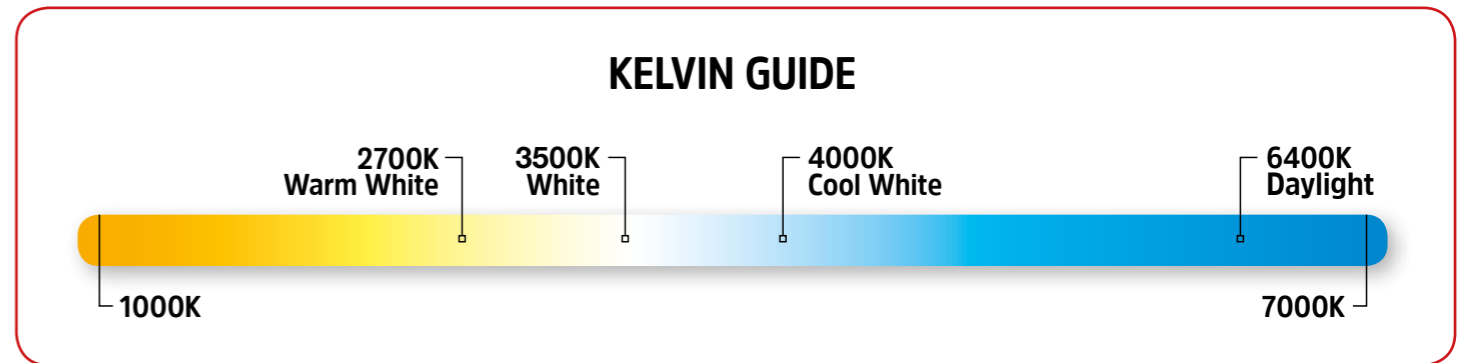 KELVIN GUIDE
2700K
Warm White
3500K
White
4000K
Cool White
6400K
Daylight
1000K
7000K